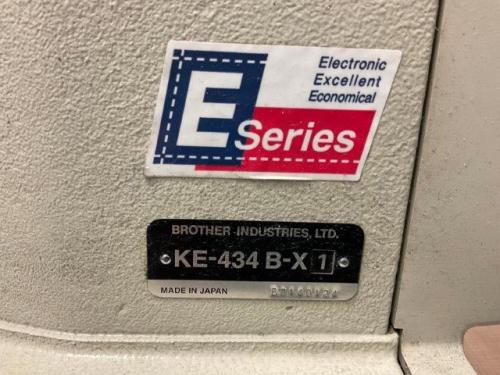 Electronic
Excellent
Economical
E Series
BROTHER INDUSTRIES, LTD.
KE-434 B-X 1
MADE IN JAPAN